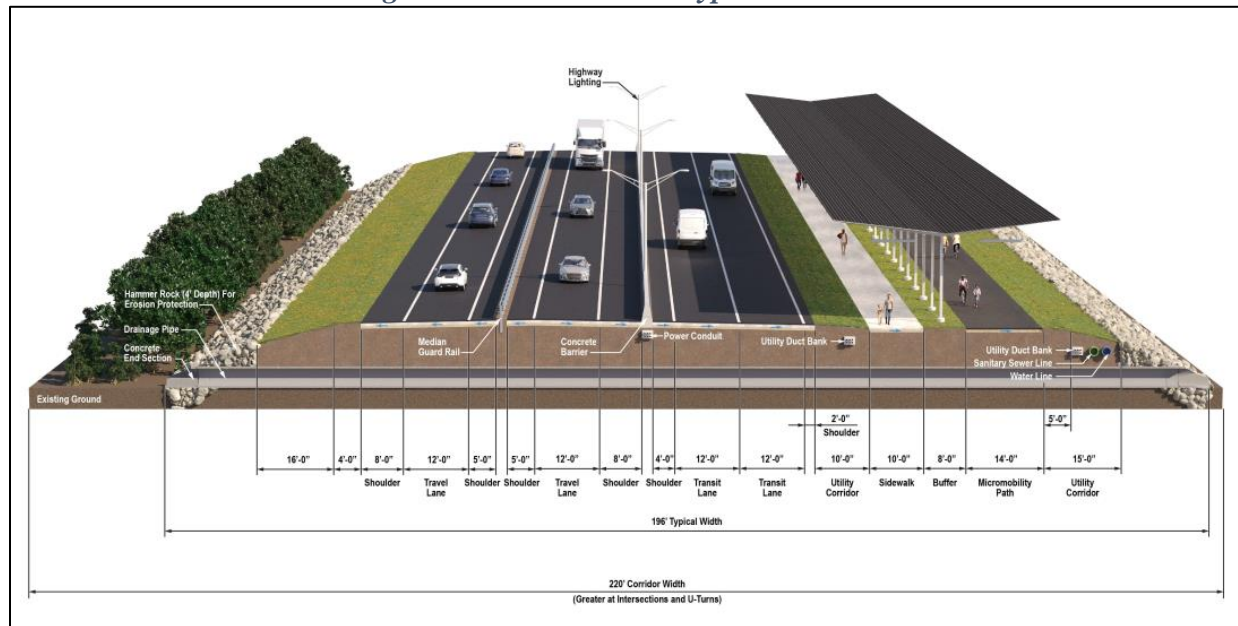 Highway
Lighting
Hammer Rock (4' Depth) For
Erosion Protection
Drainage Pipe
Concrete
End Section
Existing Ground
Median
Guard Rail
Concrete
Barrier
Power Conduit
Utility Duct Bank
Utility Duct Bank
Sanitary Sewer Line
Water Line
2'-0"
Shoulder
5'-0"
16'-0" 4'-0" 8'-0" 12'-0" 5'-0" 5'-0" 12'-0" 8'-0" 4'-0" 12'-0" 12'-0" 10'-0" 10'-0" 8'-0" 14'-0" 15'-0"
Shoulder Travel Shoulder Shoulder Travel Shoulder Shoulder Transit Transit Utility Sidewalk Buffer Micromobility Utility
Lane Lane Lane Lane Corridor Path Corridor
196' Typical Width
220' Corridor Width
(Greater at Intersections and U-Turns)